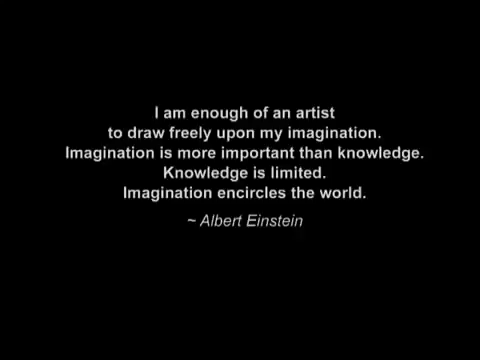 I am enough of an artist
to draw freely upon my imagination.
Imagination is more important than knowledge.
Knowledge is limited.
Imagination encircles the world.
~ Albert Einstein